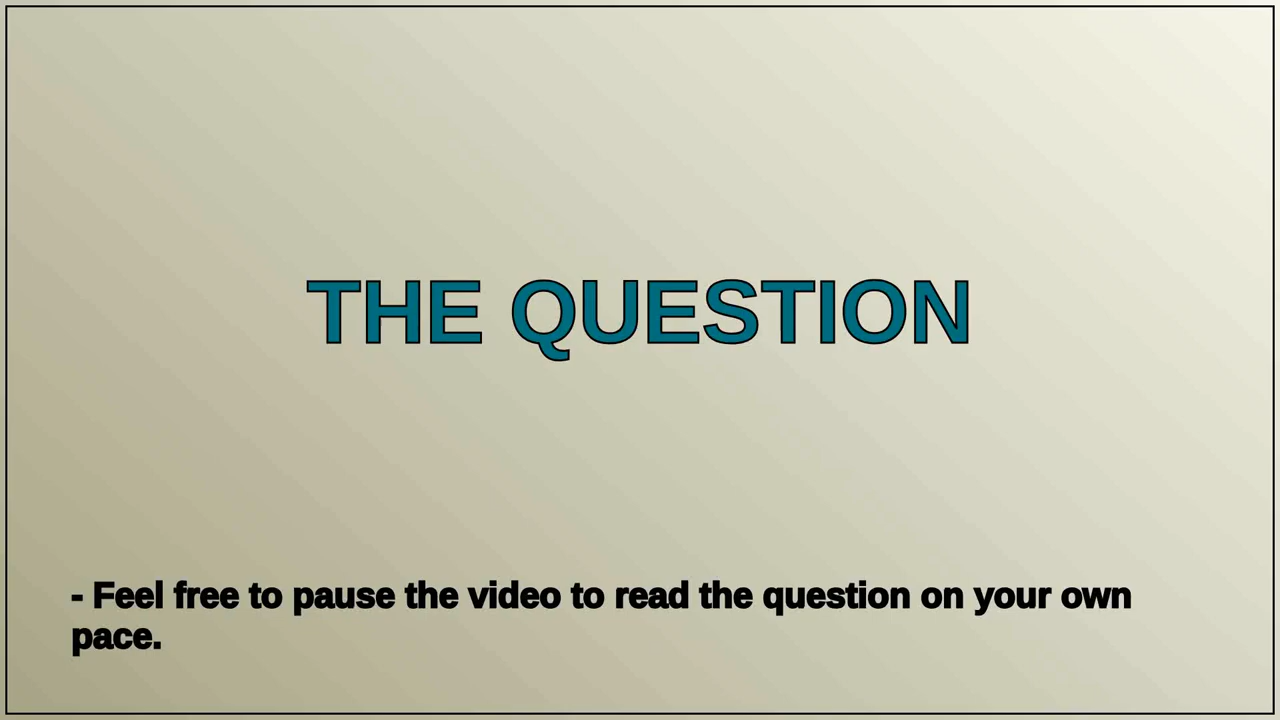 THE QUESTION
- Feel free to pause the video to read the question on your own
pace.